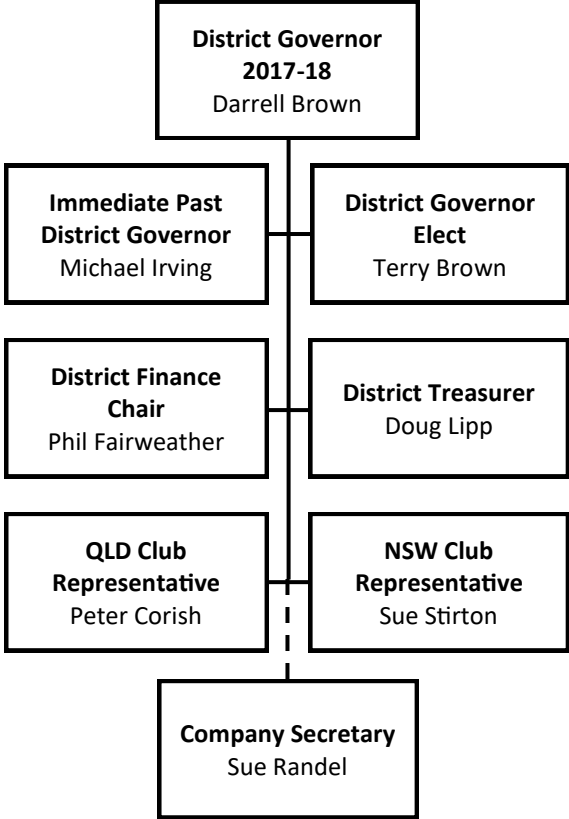 District Governor
2017-18
Darrell Brown
Immediate Past
District Governor
Michael Irving
District Governor
Elect
Terry Brown
District Finance
Chair
Phil Fairweather
District Treasurer
Doug Lipp
QLD Club
Representative
Peter Corish
NSW Club
Representative
Sue Stirton
Company Secretary
Sue Randel